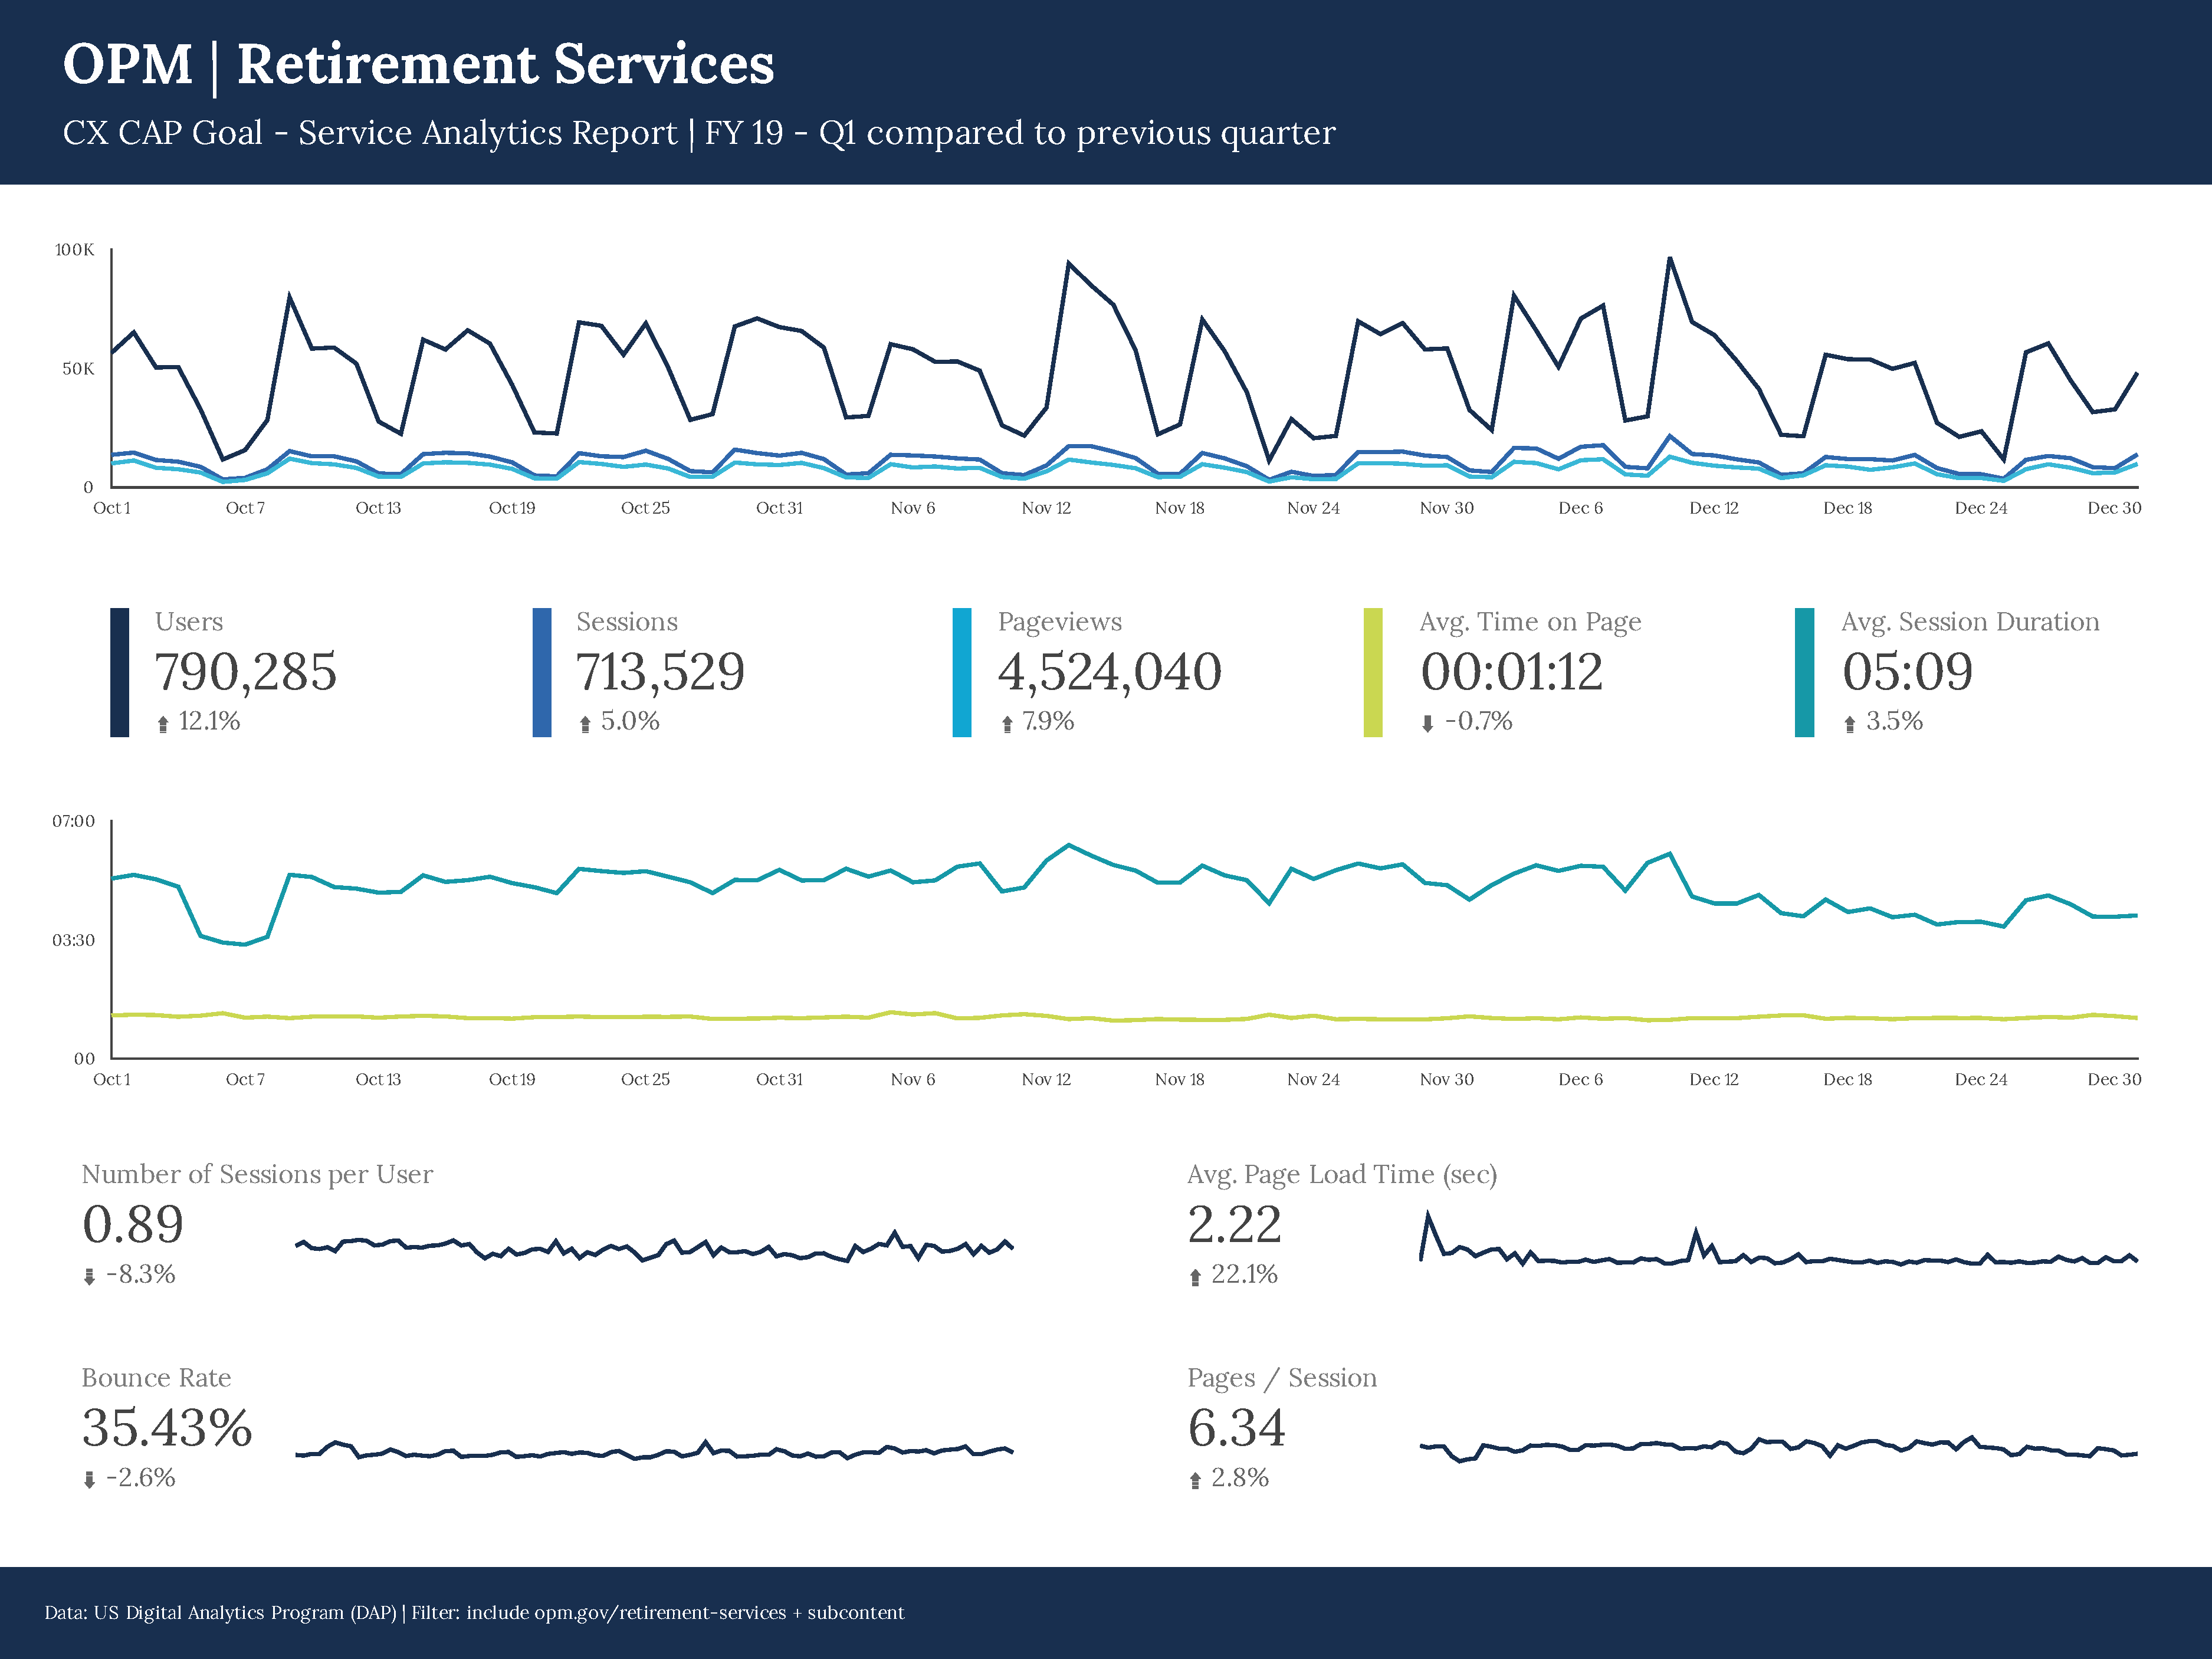 OPM | Retirement Services
CX CAP Goal - Service Analytics Report | FY 19 - Q1 compared to previous quarter
100K
50K
0
Oct 1 Oct 7 Oct 13 Oct 19 Oct 25 Oct 31 Nov 6 Nov 12 Nov 18 Nov 24 Nov 30 Dec 6 Dec 12 Dec 18 Dec 24 Dec 30
Users Sessions Pageviews Avg. Time on Page Avg. Session Duration
790,285 713,529 4,524,040 00:01:12 05:09
12.1% 5.0% 7.9% -0.7% 3.5%
07:00
03:30
00
Oct 1 Oct 7 Oct 13 Oct 19 Oct 25 Oct 31 Nov 6 Nov 12 Nov 18 Nov 24 Nov 30 Dec 6 Dec 12 Dec 18 Dec 24 Dec 30
Number of Sessions per User
0.89
-8.3%
Avg. Page Load Time (sec)
2.22
22.1%
Bounce Rate
35.43%
-2.6%
Pages / Session
6.34
2.8%
Data: US Digital Analytics Program (DAP) | Filter: include opm.gov/retirement-services + subcontent